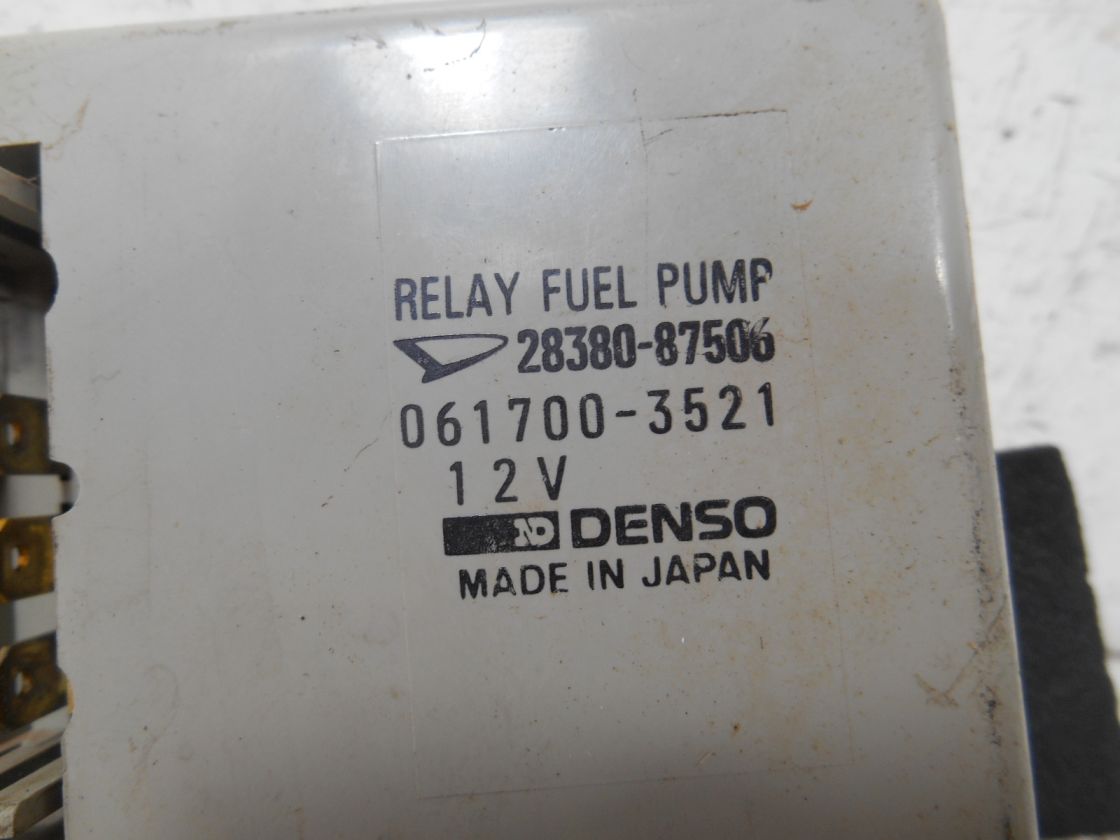 RELAY FUEL PUMP
28380-87506
061700-3521
12V
ND DENSO
MADE IN JAPAN